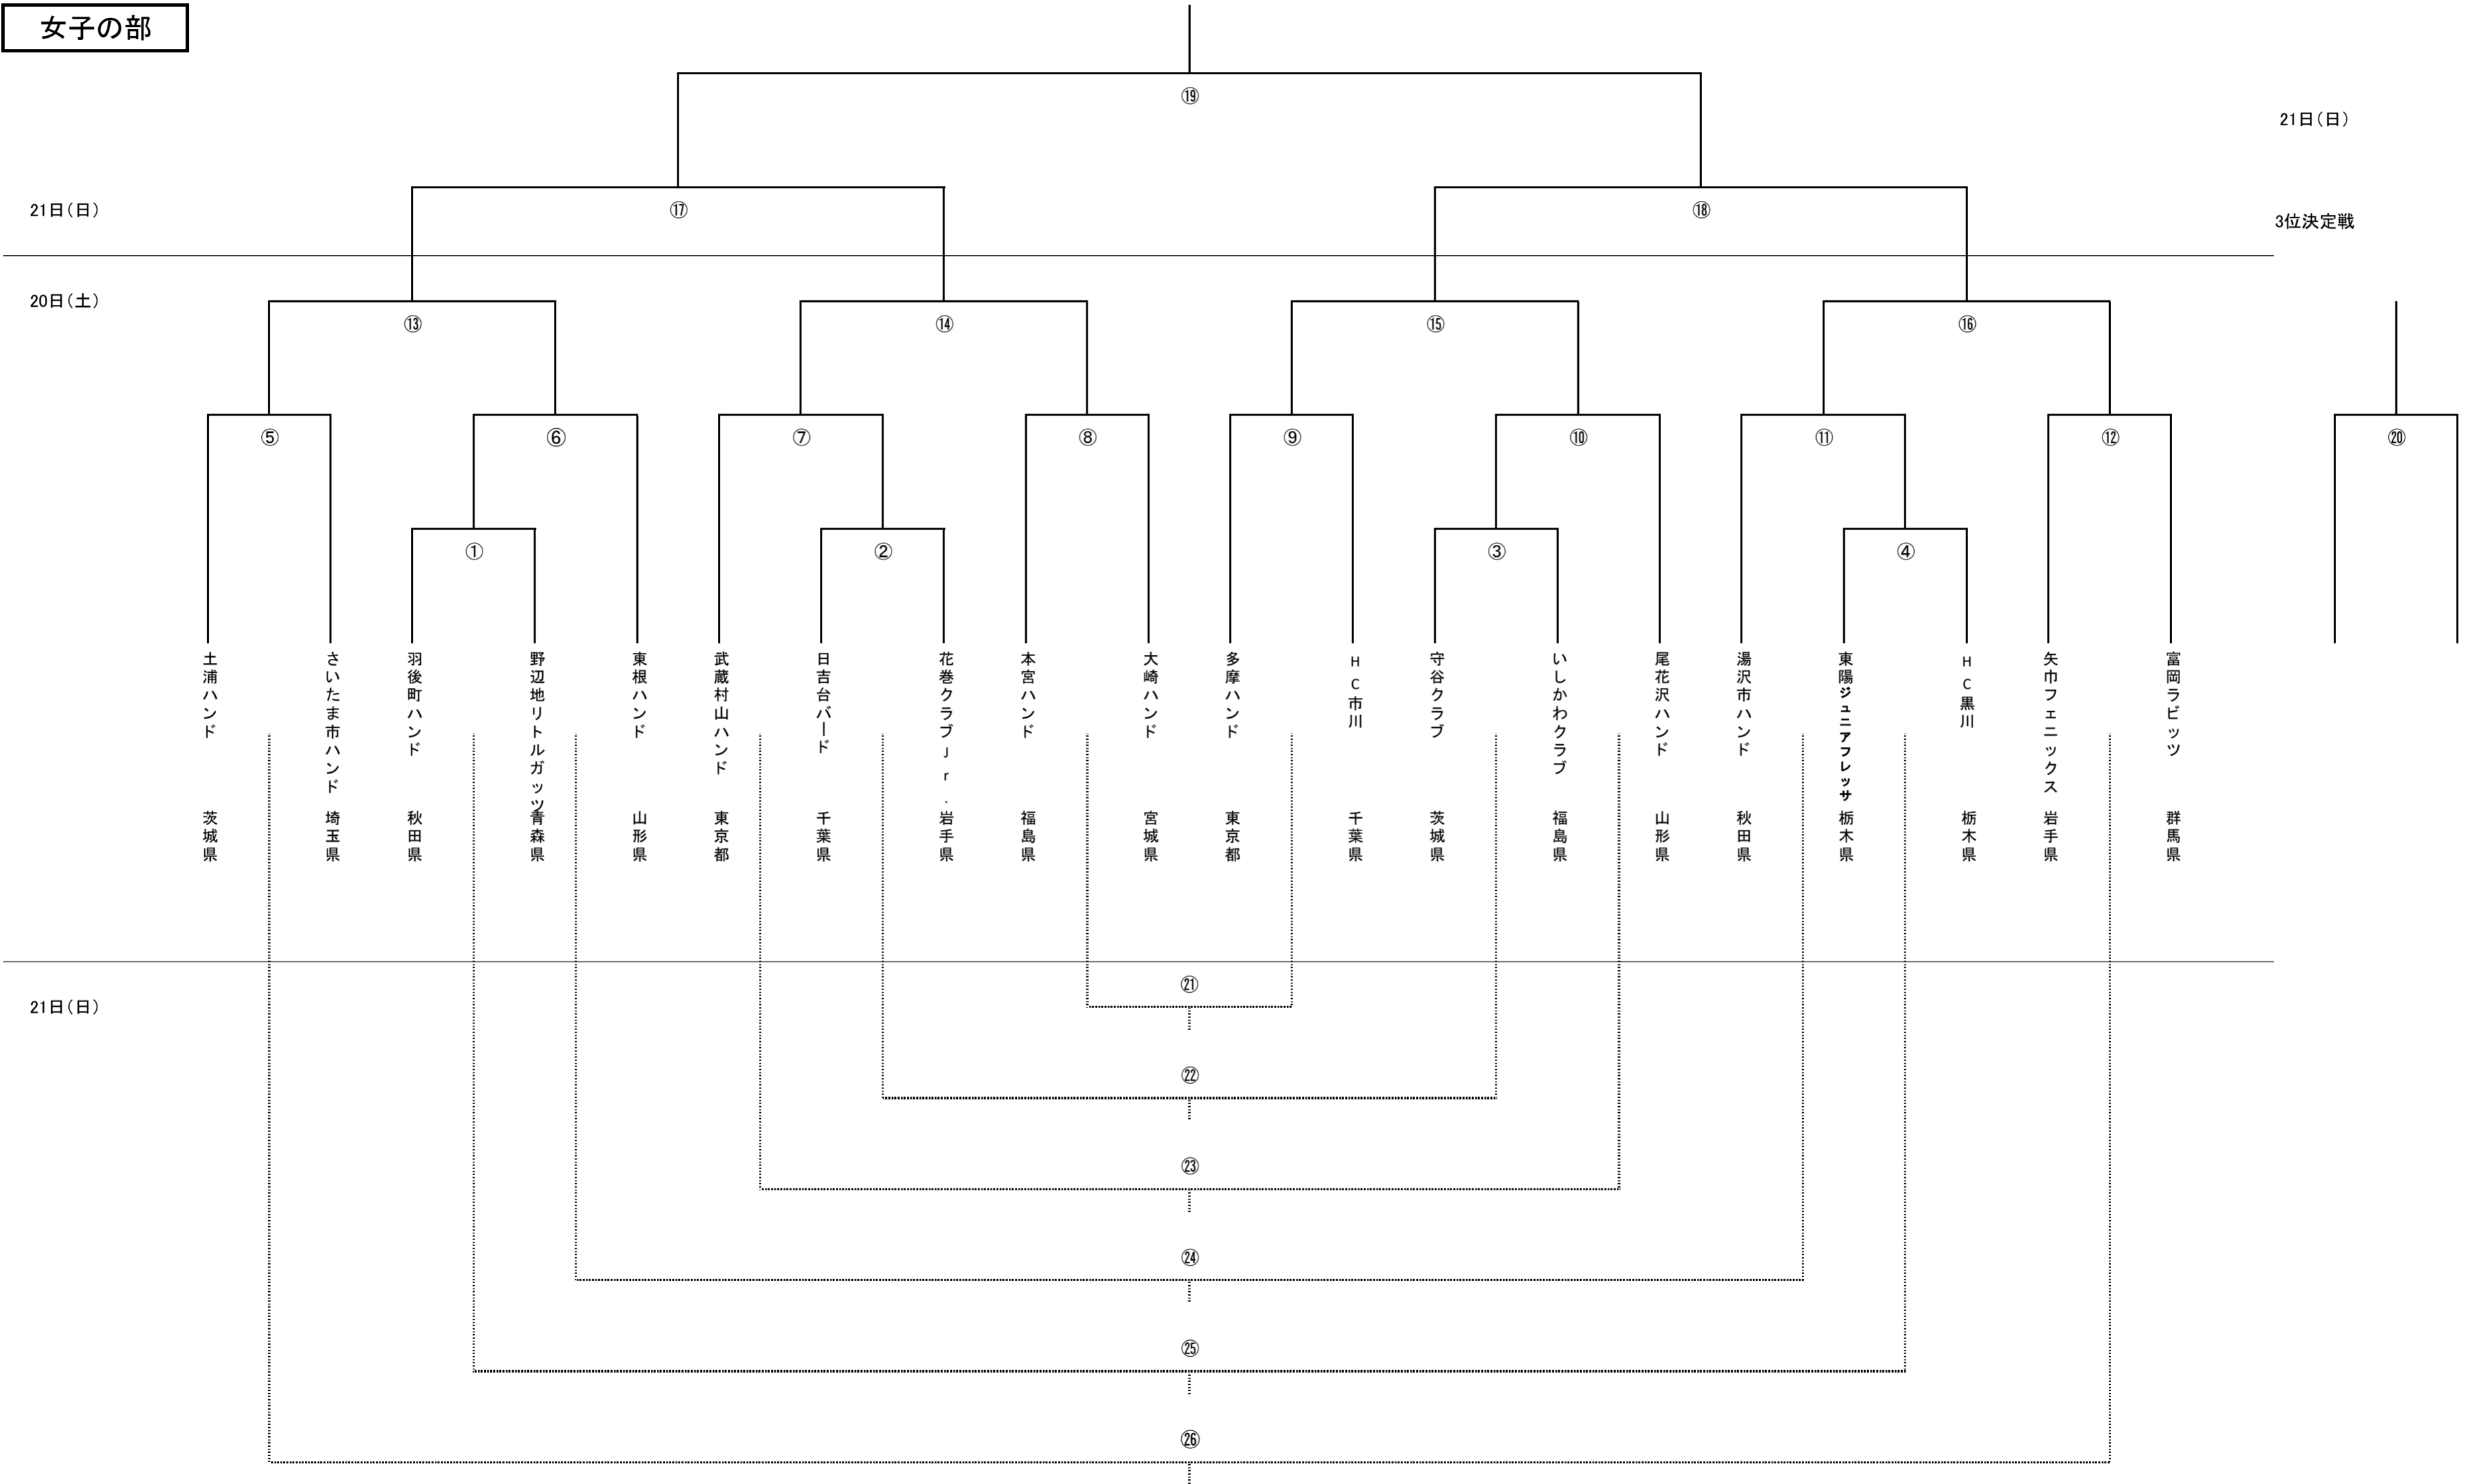 女子の部
⑲
21日(日)
21日(日)
⑰
⑱
3位決定戦
20日(土)
⑬
⑭
⑮
⑯
⑤
⑥
⑦
⑧
⑨
⑩
⑪
⑫
⑳
①
②
③
④
土浦ハンド 茨城県
さいたま市ハンド 埼玉県
羽後町ハンド 秋田県
野辺地リトルガッツ 青森県
東根ハンド 山形県
武蔵村山ハンド 東京都
日吉台バード 千葉県
花巻クラブJr. 岩手県
本宮ハンド 福島県
大崎ハンド 宮城県
多摩ハンド 東京都
HC市川 千葉県
守谷クラブ 茨城県
いしかわクラブ 福島県
尾花沢ハンド 山形県
湯沢市ハンド 秋田県
東陽ジュニアフレッサ 栃木県
HC黒川 栃木県
矢巾フェニックス 岩手県
富岡ラビッツ 群馬県
㉑
21日(日)
㉒
㉓
㉔
㉕
㉖